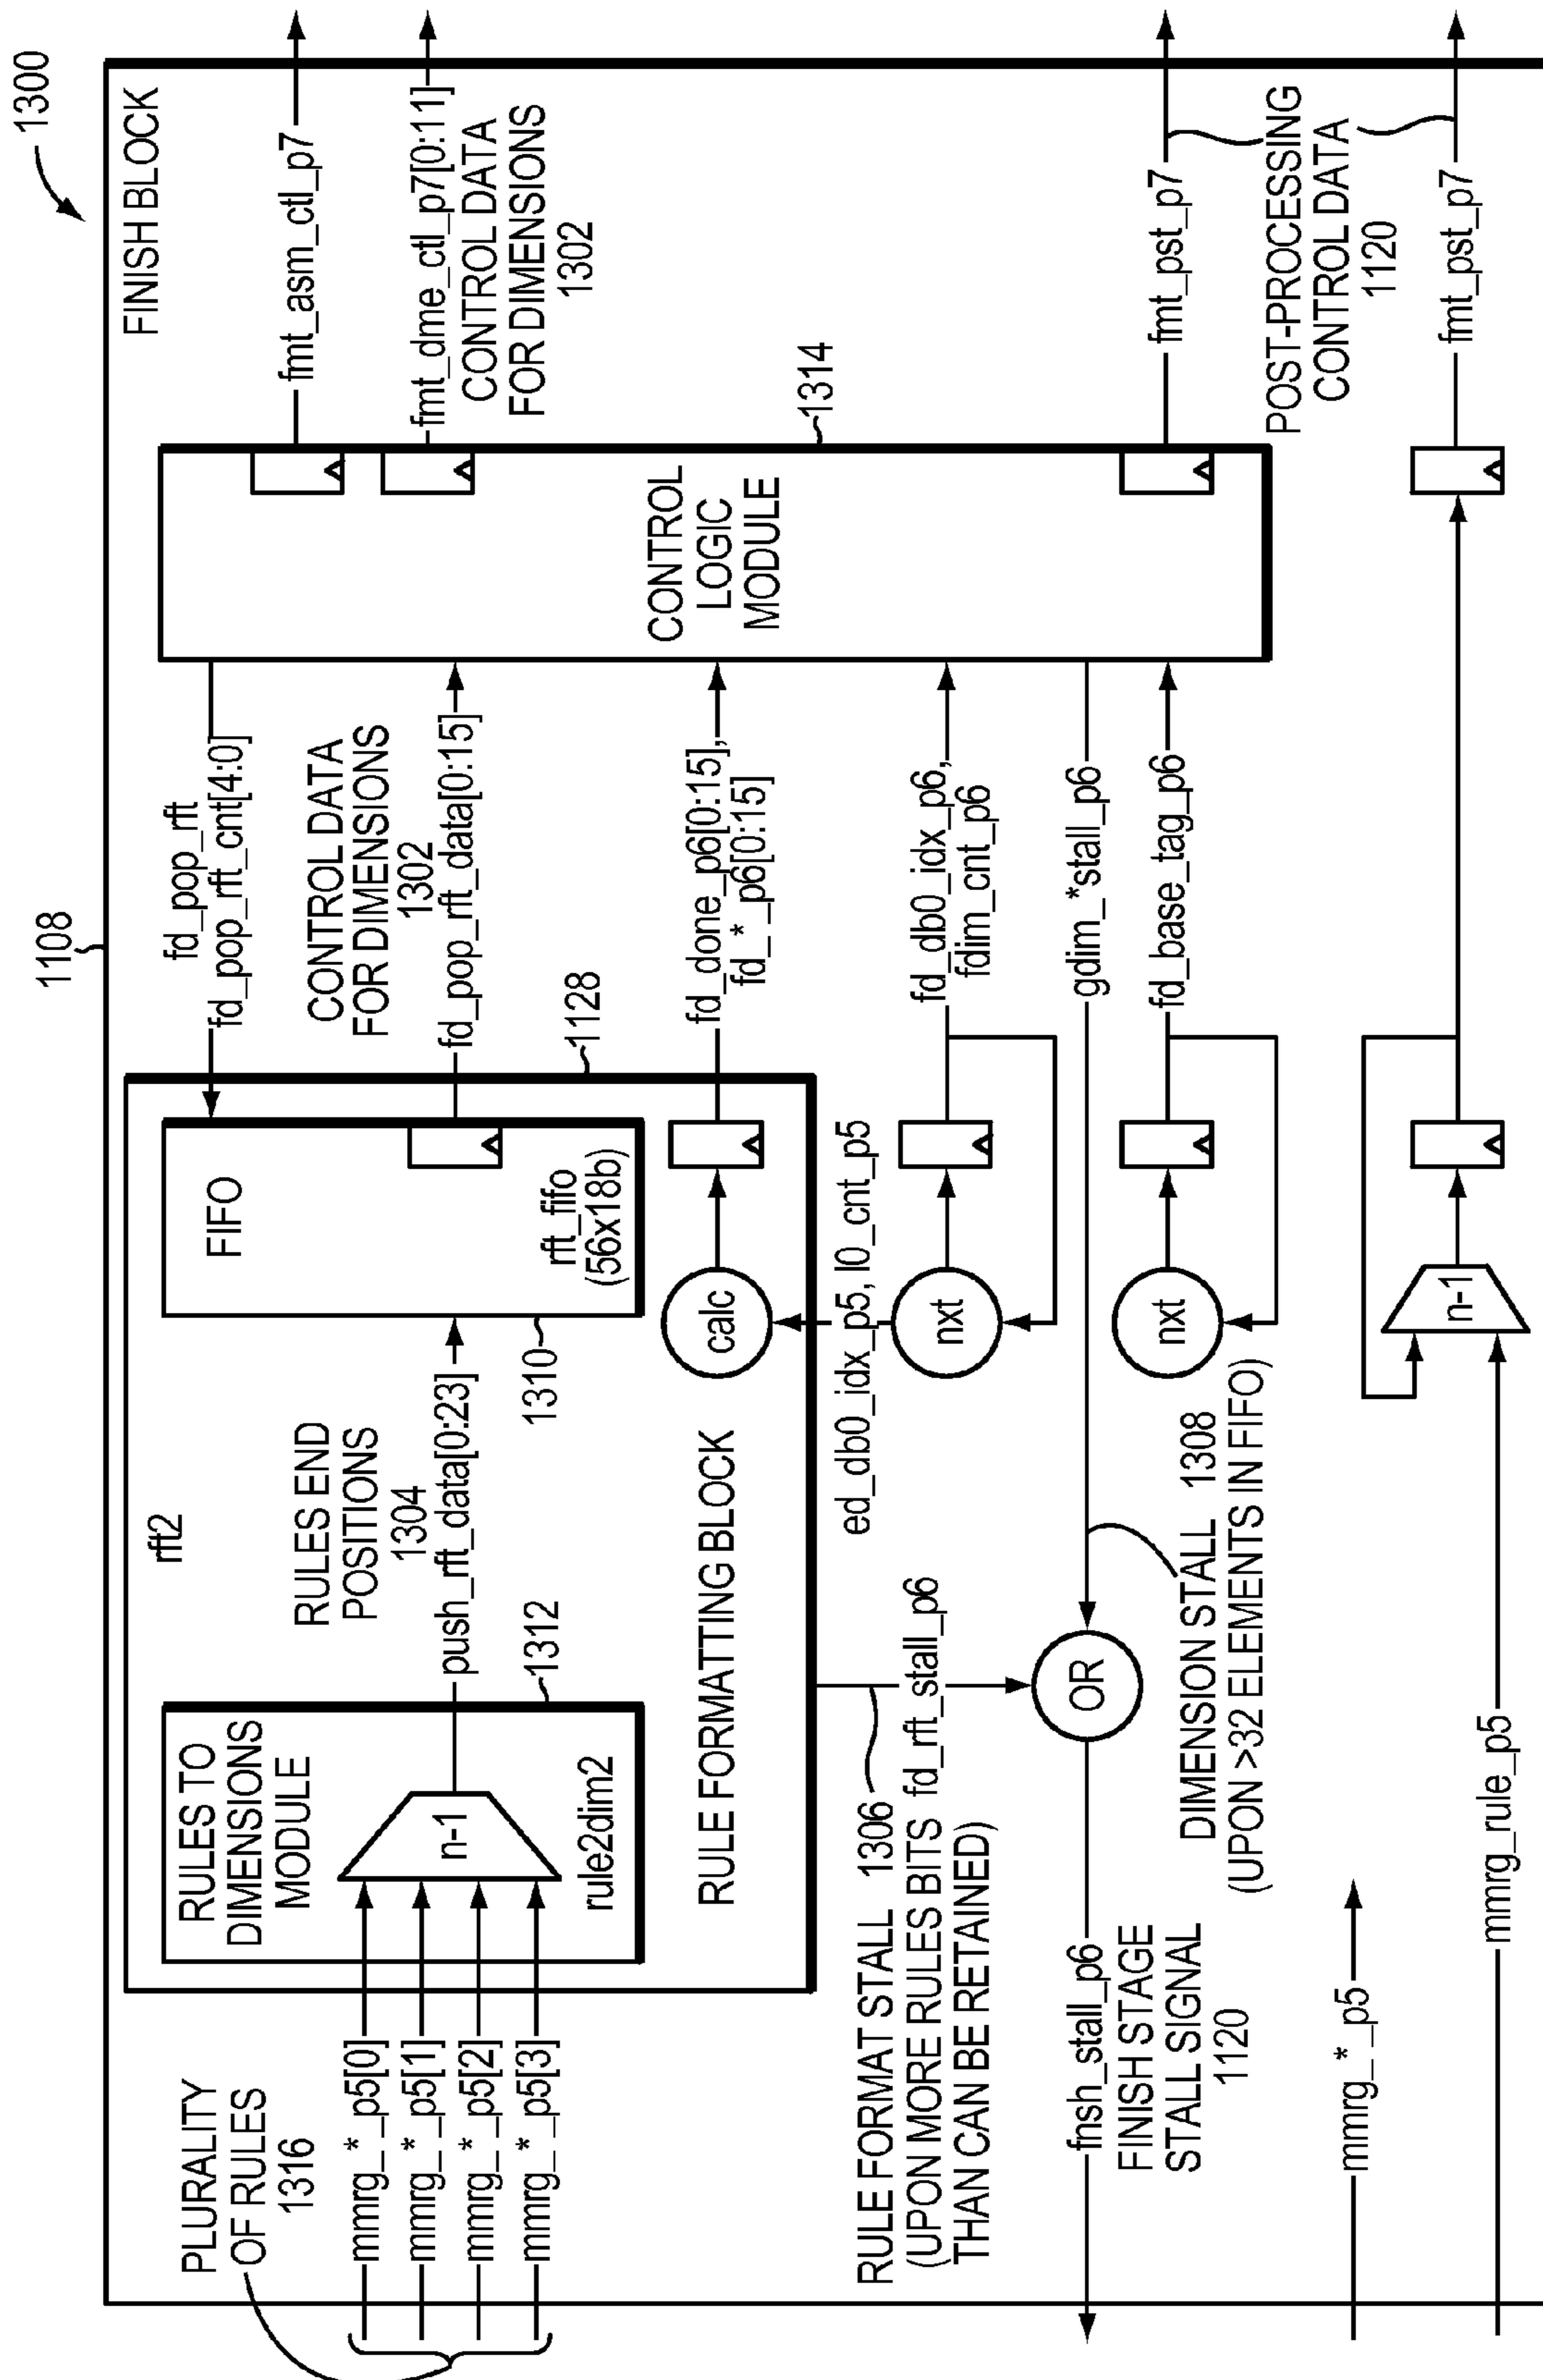 1300
FINISH BLOCK
1108
fmt_asm_ctl_p7
fmt_dme_ctl_p7[0:11]
CONTROL DATA
FOR DIMENSIONS
1302
fmt_pst_p7
POST-PROCESSING
CONTROL DATA
1120
fmt_pst_p7
1314
CONTROL
LOGIC
MODULE
fd_pop_rft
fd_pop_rft_cnt[4:0]
CONTROL DATA
FOR DIMENSIONS
1302
fd_pop_rft_data[0:15]
fd_done_p6[0:15],
fd_*_p6[0:15]
fd_db0_idx_p6,
fdim_cnt_p6
gdim_*stall_p6
fd_base_tag_p6
1128
rft2
FIFO
rft_fifo
(56x18b)
1310
RULES END
POSITIONS
1304
push_rft_data[0:23]
1312
RULES TO
DIMENSIONS
MODULE
n-1
rule2dim2
RULE FORMATTING BLOCK
calc
ed_db0_idx_p5, l0_cnt_p5
nxt
nxt
n-1
PLURALITY
OF RULES
1316
mmrg_*_p5[0]
mmrg_*_p5[1]
mmrg_*_p5[2]
mmrg_*_p5[3]
RULE FORMAT STALL 1306
(UPON MORE RULES BITS
THAN CAN BE RETAINED)
fd_rft_stall_p6
OR
DIMENSION STALL 1308
(UPON >32 ELEMENTS IN FIFO)
fnsh_stall_p6
FINISH STAGE
STALL SIGNAL
1120
mmrg_*_p5
mmrg_rule_p5